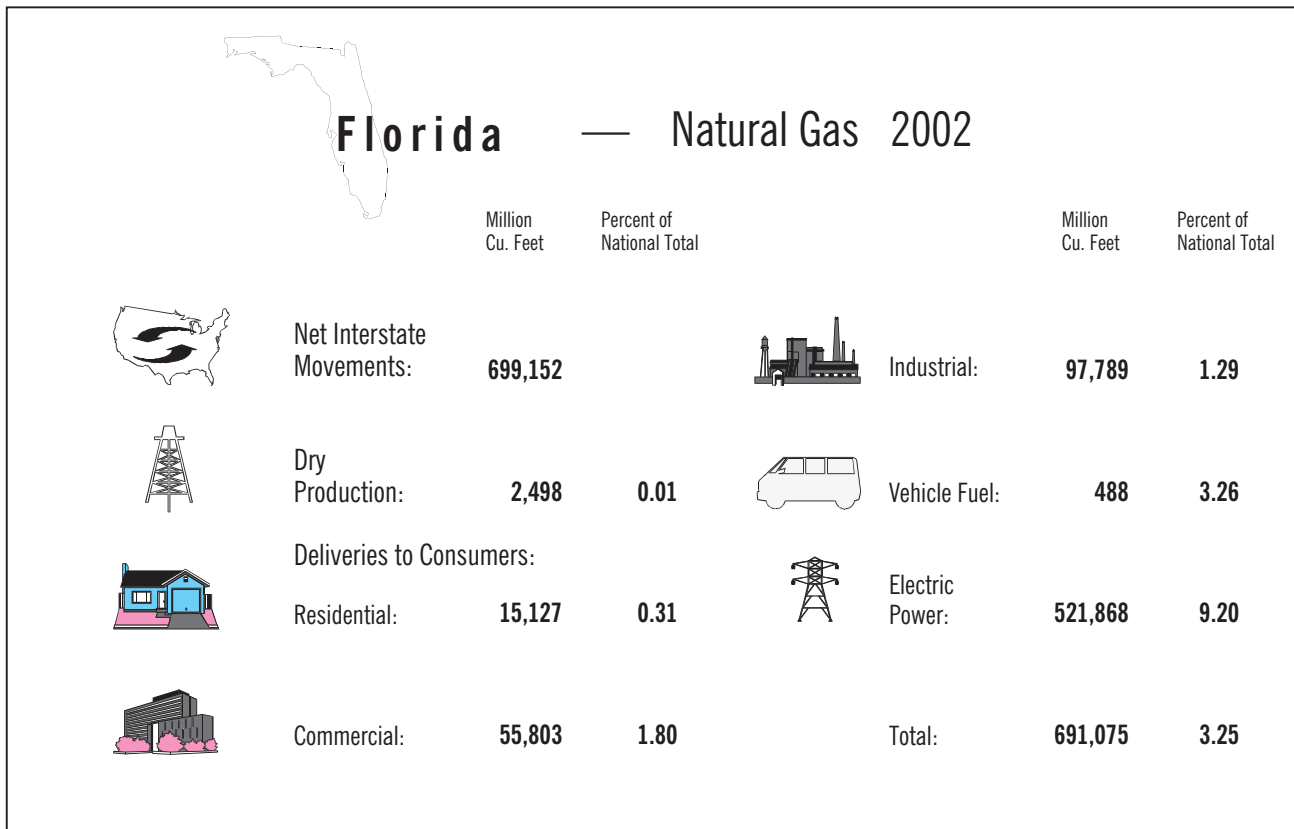 Florida — Natural Gas 2002
Million
Cu. Feet
Percent of
National Total
Net Interstate
Movements: 699,152
Dry
Production: 2,498 0.01
Deliveries to Consumers:
Residential: 15,127 0.31
Commercial: 55,803 1.80
Million
Cu. Feet
Percent of
National Total
Industrial: 97,789 1.29
Vehicle Fuel: 488 3.26
Electric
Power: 521,868 9.20
Total: 691,075 3.25